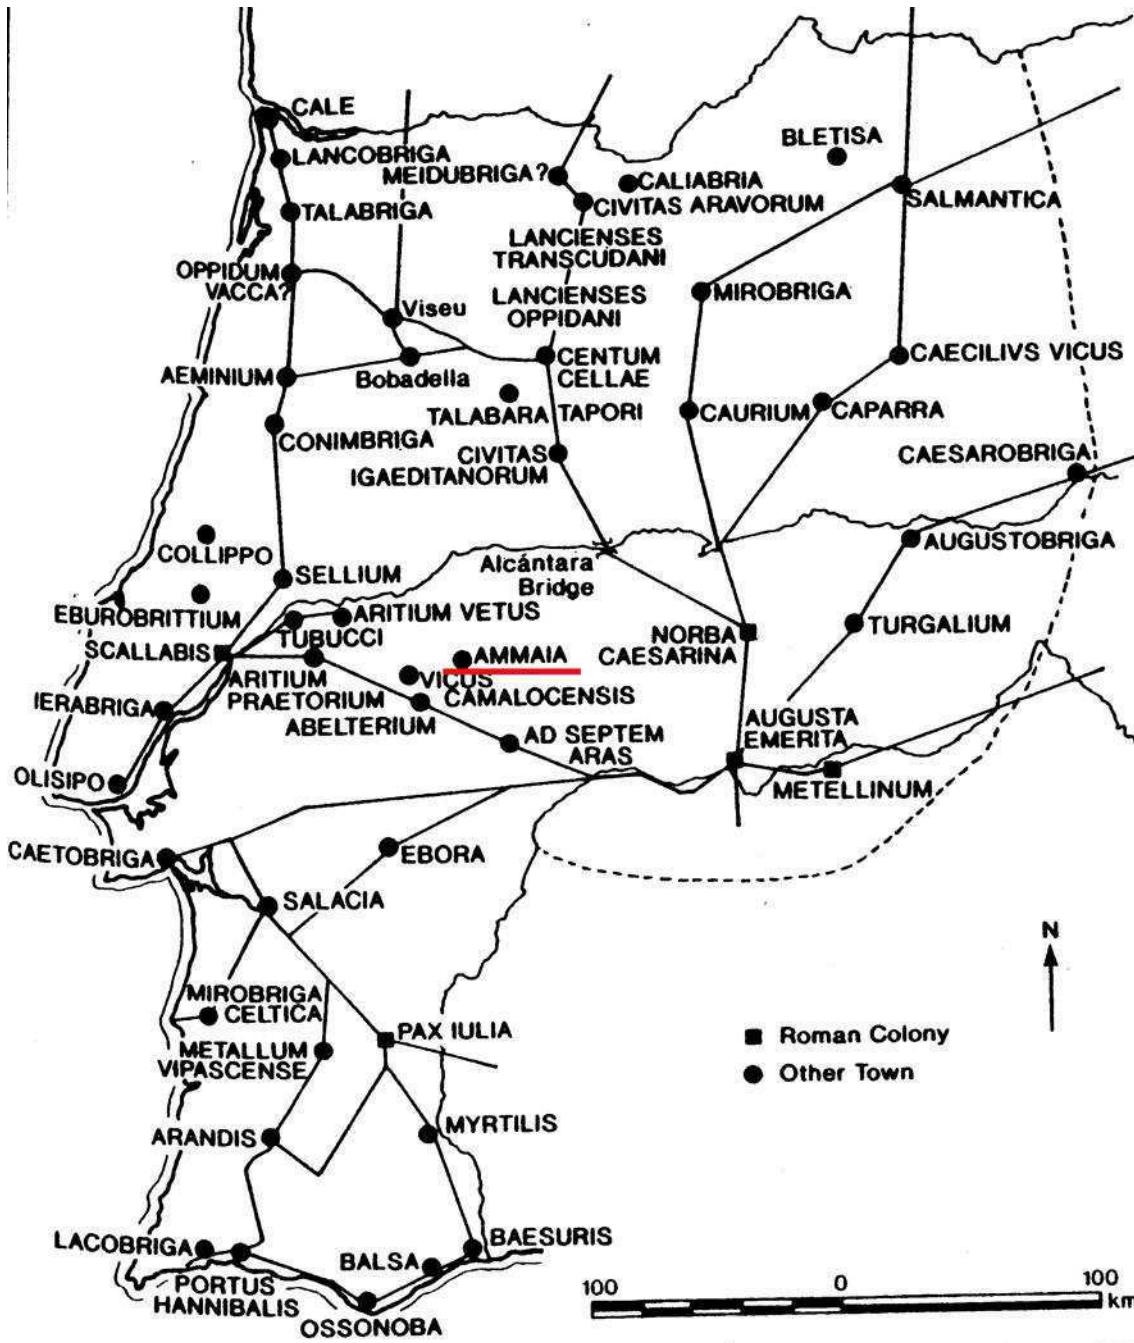 CALE
LANCOBRIGA
MEIDUBRIGA?
BLETISA
CALIABRIA
CIVITAS ARAVORUM
SALMANTICA
TALABRIGA
LANCIENSES
TRANSCUDANI
OPPIDUM
VACCA?
Viseu
LANCIENSES
OPPIDANI
MIROBRIGA
AEMINIUM
Bobadella
CENTUM
CELLAE
CAECILIVS VICUS
TALABARA
TAPORI
CAURIUM
CAPARRA
CONIMBRIGA
CIVITAS
IGAEDITANORUM
CAESAROBRIGA
COLLIPPO
SELLIUM
Alcántara
Bridge
AUGUSTOBRIGA
EBUROBRITTIUM
ARITIUM VETUS
TUBUCCI
SCALLABIS
NORBA
CAESARINA
TURGALIUM
AMMAIA
ARITIUM
PRAETORIUM
VICUS
CAMALOCENSIS
IERABRIGA
ABELTERIUM
AUGUSTA
EMERITA
AD SEPTEM
ARAS
OLISIPO
METELLINUM
CAETOBRIGA
EBORA
SALACIA
MIROBRIGA
CELTICA
PAX IULIA
METALLUM
VIPASCENSE
N
Roman Colony
Other Town
ARANDIS
MYRTILIS
LACOBRIGA
BALSA
BAESURIS
PORTUS
HANNIBALIS
OSSONOBA
100 0 100
km